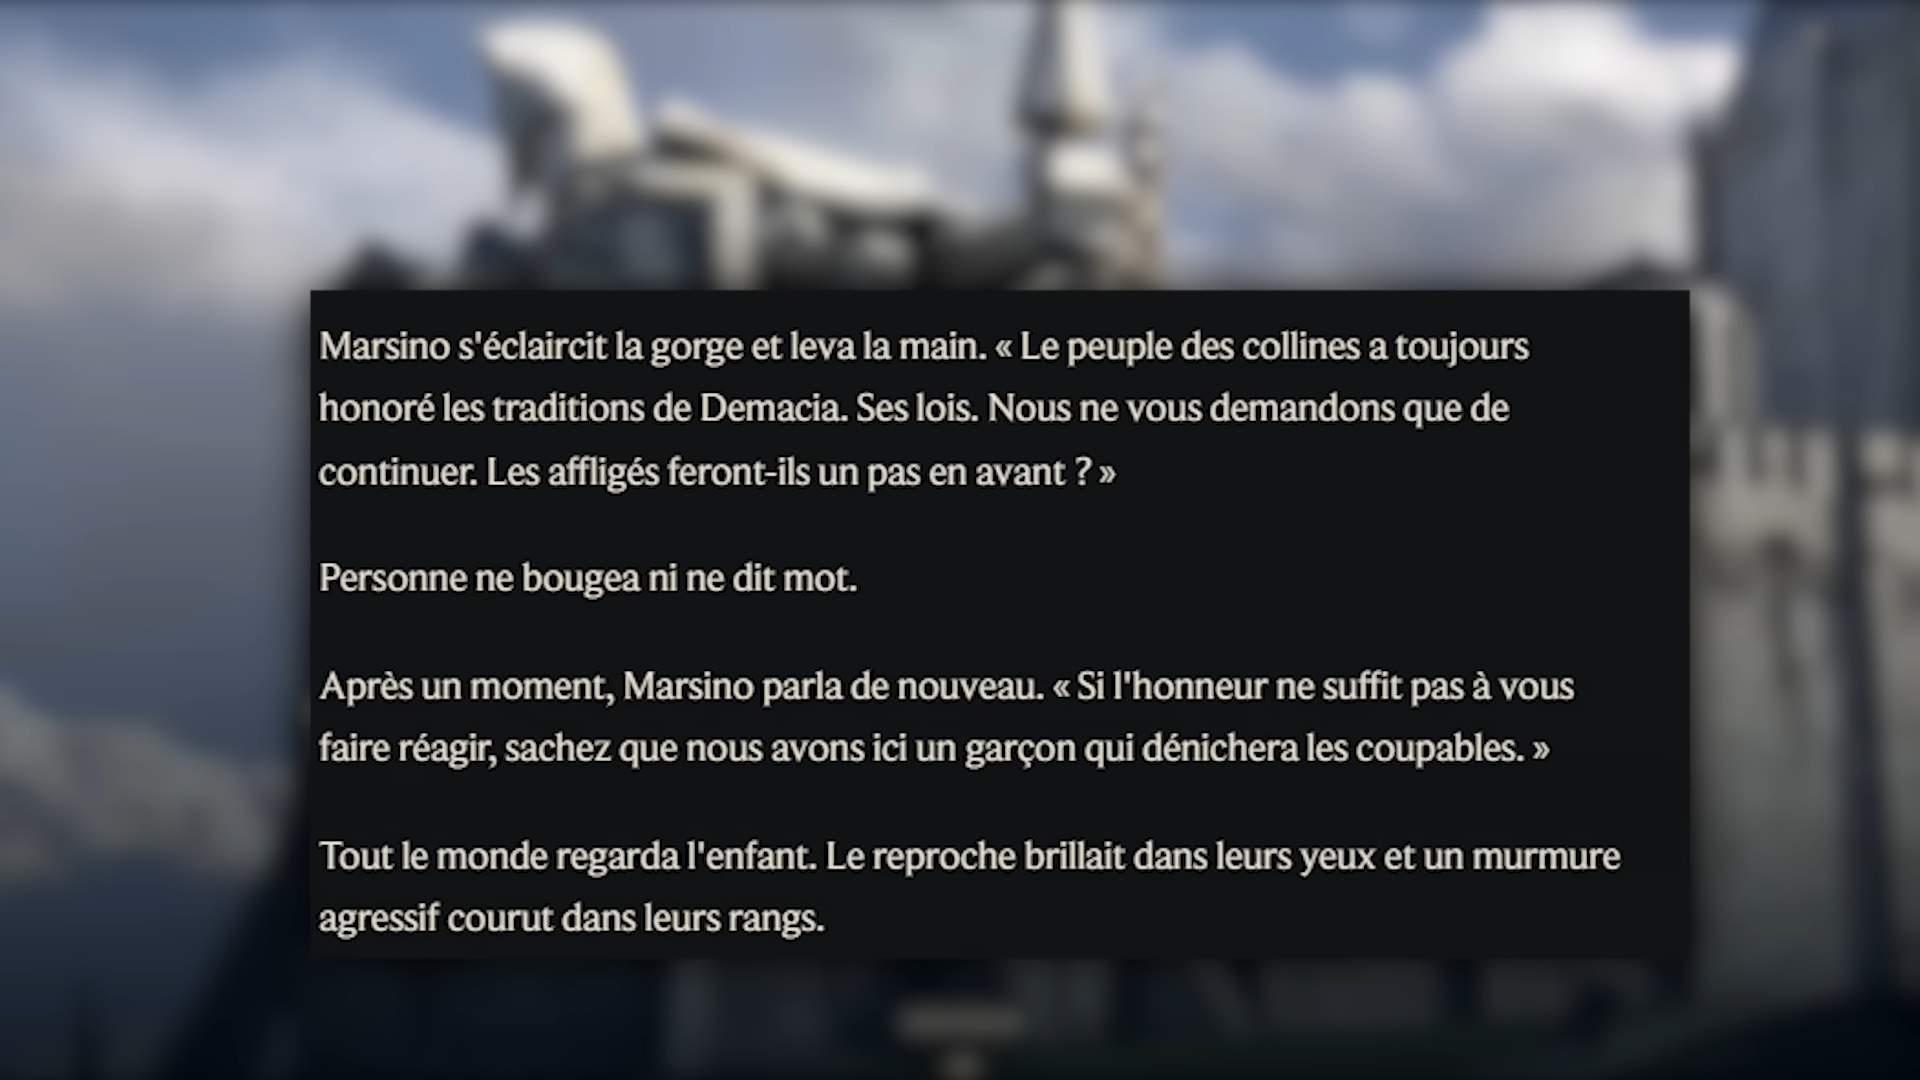 Marsino s'éclaircit la gorge et leva la main. « Le peuple des collines a toujours
honoré les traditions de Demacia. Ses lois. Nous ne vous demandons que de
continuer. Les affligés feront-ils un pas en avant ? »
Personne ne bougea ni ne dit mot.
Après un moment, Marsino parla de nouveau. « Si l'honneur ne suffit pas à vous
faire réagir, sachez que nous avons ici un garçon qui dénichera les coupables. »
Tout le monde regarda l'enfant. Le reproche brillait dans leurs yeux et un murmure
agressif courut dans leurs rangs.